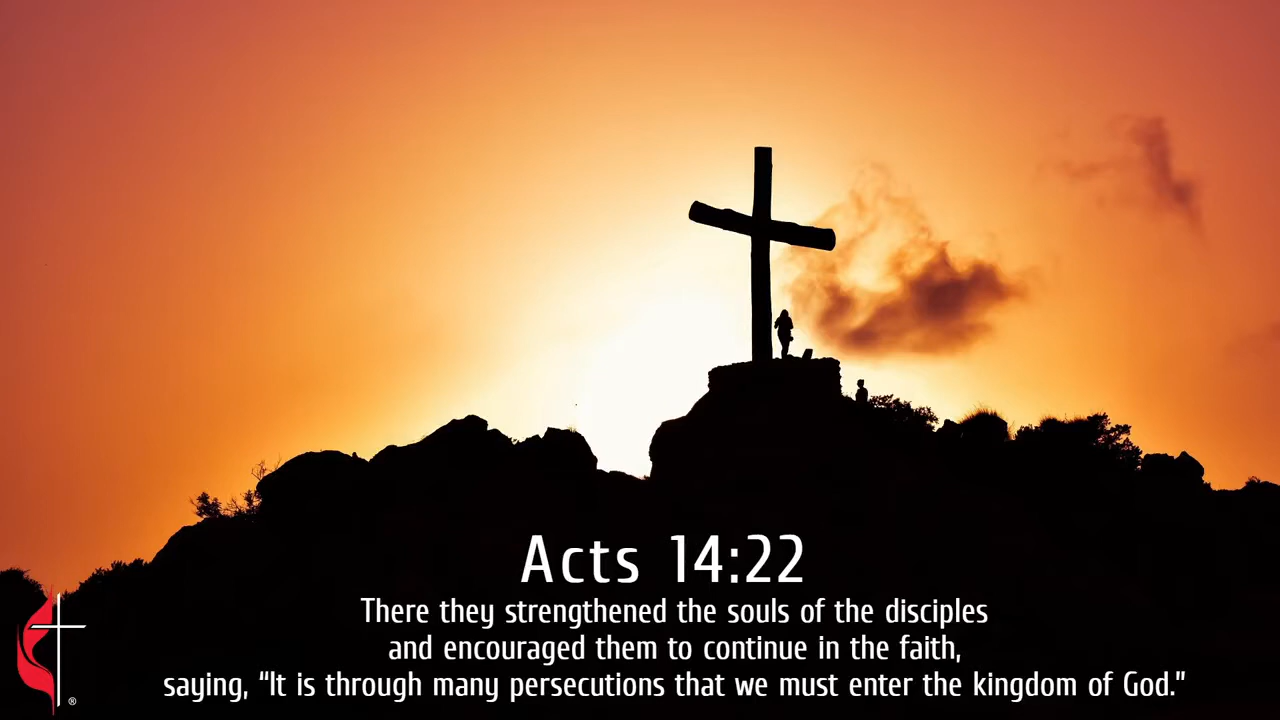 Acts 14:22
There they strengthened the souls of the disciples
and encouraged them to continue in the faith,
saying, “It is through many persecutions that we must enter the kingdom of God.”
®